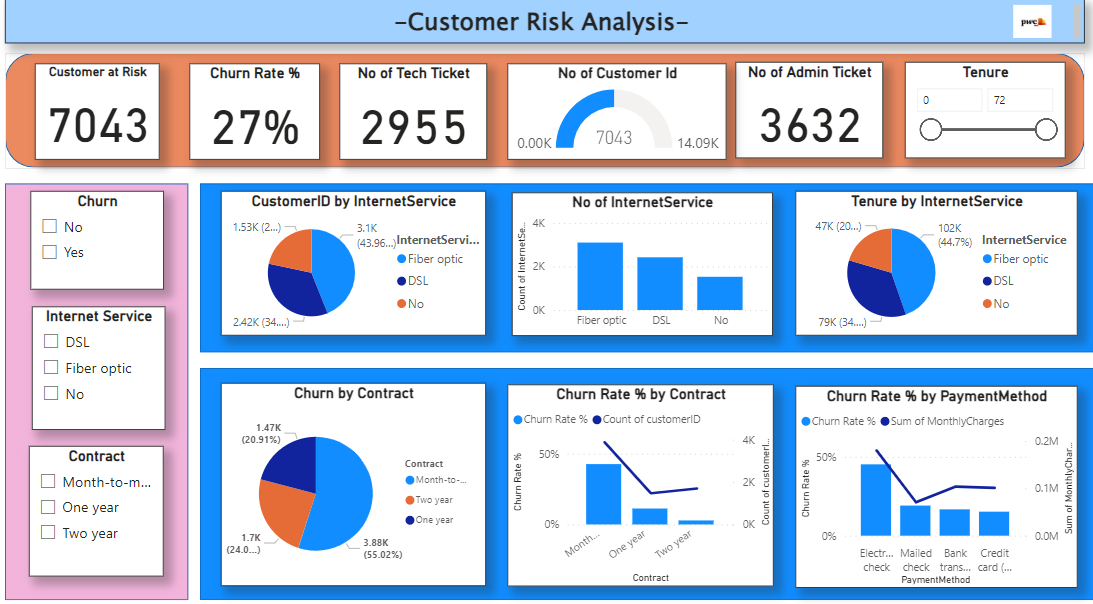 -Customer Risk Analysis-
pwc
Customer at Risk
7043
Churn Rate %
27%
No of Tech Ticket
2955
No of Customer Id
0.00K
7043
14.09K
No of Admin Ticket
3632
Tenure
0
72
Churn
No
Yes
Internet Service
DSL
Fiber optic
No
Contract
Month-to-m...
One year
Two year
CustomerID by InternetService
1.53K (2...)
3.1K
(43.96...)
2.42K (34....)
InternetServi...
Fiber optic
DSL
No
No of InternetService
Count of InternetSe...
4K
2K
0K
Fiber optic
DSL
No
Tenure by InternetService
47K (20...)
102K
(44.7%)
79K (34....)
InternetService
Fiber optic
DSL
No
Churn by Contract
1.47K
(20.91%)
1.7K
(24.0...)
3.88K
(55.02%)
Contract
Month-to-...
Two year
One year
Churn Rate % by Contract
Churn Rate %
Count of customerID
Churn Rate %
50%
0%
4K
2K
0K
Count of customerI...
Month...
One year
Two year
Contract
Churn Rate % by PaymentMethod
Churn Rate %
Sum of MonthlyCharges
Churn Rate %
50%
0%
0.2M
0.1M
0.0M
Sum of MonthlyChar...
Electr...
check
Mailed
check
Bank
trans...
Credit
card (...
PaymentMethod